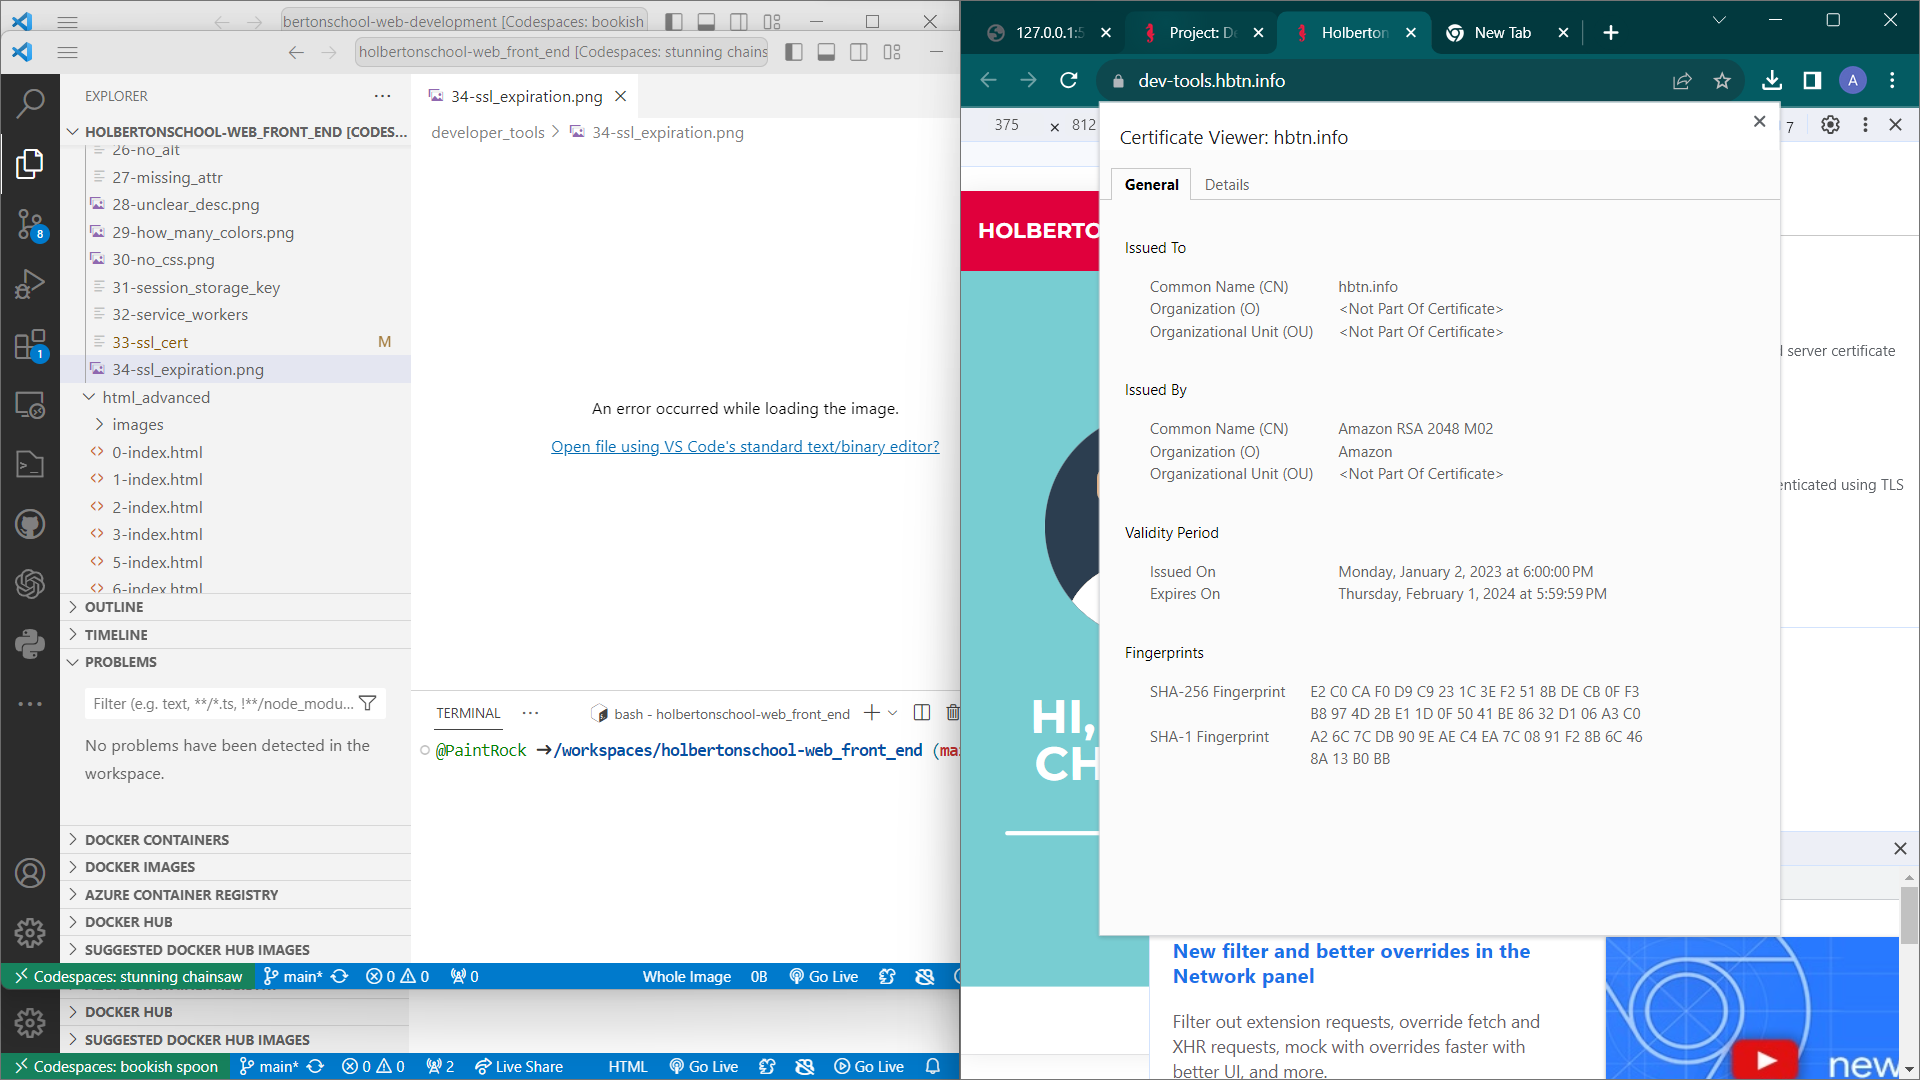 bertonschool-web-development [Codespaces: bookish
holbertonschool-web_front_end [Codespaces: stunning chains
EXPLORER
HOLBERTONSCHOOL-WEB_FRONT_END [CODES...
26-no_alt
27-missing_attr
28-unclear_desc.png
29-how_many_colors.png
30-no_css.png
31-session_storage_key
32-service_workers
33-ssl_cert M
34-ssl_expiration.png
html_advanced
images
0-index.html
1-index.html
2-index.html
3-index.html
5-index.html
6-index.html
OUTLINE
TIMELINE
PROBLEMS
Filter (e.g. text, **/*.ts, !**/node_modu...
No problems have been detected in the
workspace.
DOCKER CONTAINERS
DOCKER IMAGES
AZURE CONTAINER REGISTRY
DOCKER HUB
SUGGESTED DOCKER HUB IMAGES
8
1
34-ssl_expiration.png
developer_tools > 34-ssl_expiration.png
An error occurred while loading the image.
Open file using VS Code's standard text/binary editor?
TERMINAL
bash - holbertonschool-web_front_end
@PaintRock ➜/workspaces/holbertonschool-web_front_end (mai
Codespaces: stunning chainsaw main* 0 0 0 Whole Image 0B Go Live
DOCKER HUB
SUGGESTED DOCKER HUB IMAGES
Codespaces: bookish spoon main* 0 0 2 Live Share HTML Go Live Go Live
127.0.0.1:5
Project: De
Holberton
New Tab
dev-tools.hbtn.info
A
375 × 812
7
HOLBERTO
HI,
CH
Certificate Viewer: hbtn.info
General Details
Issued To
Common Name (CN) hbtn.info
Organization (O) <Not Part Of Certificate>
Organizational Unit (OU) <Not Part Of Certificate>
Issued By
Common Name (CN) Amazon RSA 2048 M02
Organization (O) Amazon
Organizational Unit (OU) <Not Part Of Certificate>
Validity Period
Issued On Monday, January 2, 2023 at 6:00:00 PM
Expires On Thursday, February 1, 2024 at 5:59:59 PM
Fingerprints
SHA-256 Fingerprint E2 C0 CA F0 D9 C9 23 1C 3E F2 51 8B DE CB 0F F3
B8 97 4D 2B E1 1D 0F 50 41 BE 86 32 D1 06 A3 C0
SHA-1 Fingerprint A2 6C 7C DB 90 9E AE C4 EA 7C 08 91 F2 8B 6C 46
8A 13 B0 BB
server certificate
enticated using TLS
New filter and better overrides in the
Network panel
Filter out extension requests, override fetch and
XHR requests, mock with overrides faster with
better UI, and more.
new